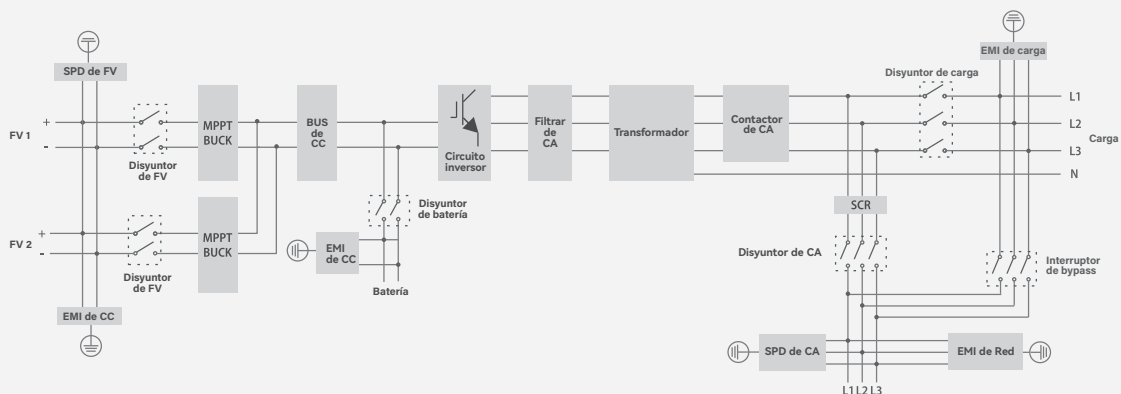 SPD de FV
FV 1
+
-
Disyuntor
de FV
MPPT
BUCK
BUS
de
CC
FV 2
+
-
Disyuntor
de FV
MPPT
BUCK
EMI de CC
EMI
de CC
Disyuntor
de batería
Batería
Circuito
inversor
Filtrar
de
CA
Transformador
Contactor
de CA
Disyuntor de carga
EMI de carga
L1
L2
L3
N
Carga
SCR
Disyuntor de CA
Interruptor
de bypass
SPD de CA
EMI de Red
L1 L2 L3